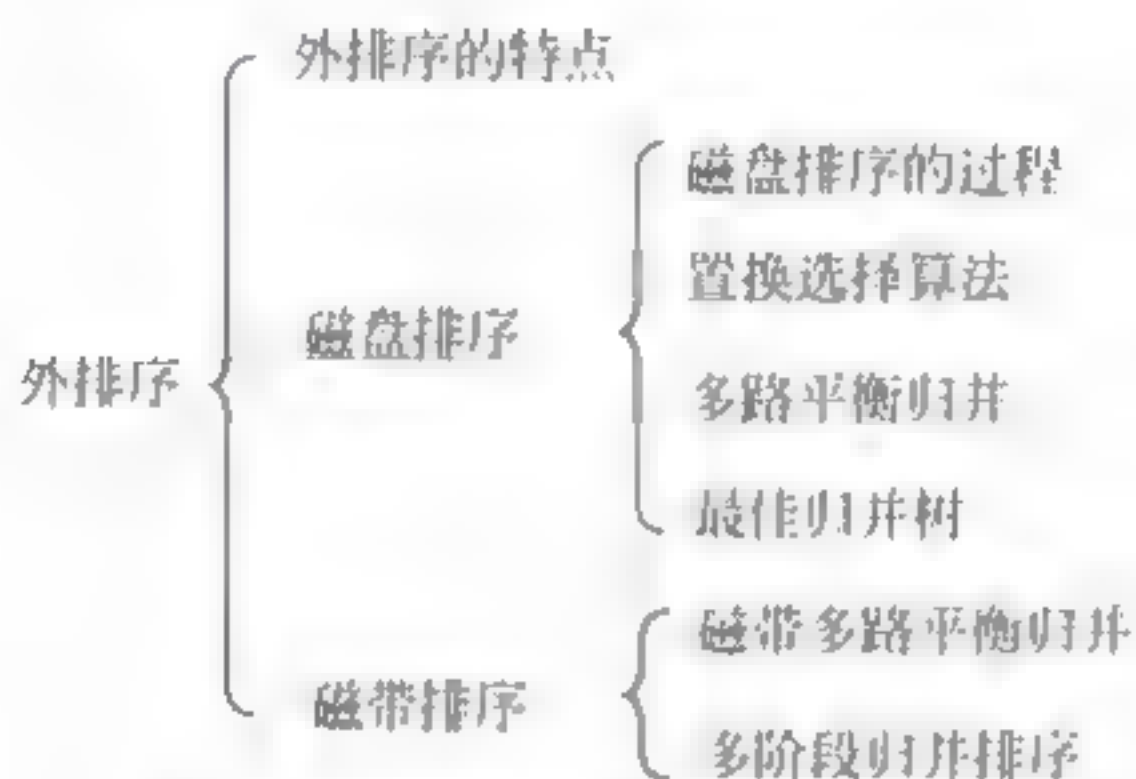 外排序
外排序的特点
磁盘排序
磁盘排序的过程
置换选择算法
多路平衡归并
最佳归并树
磁带排序
磁带多路平衡归并
多阶段归并排序